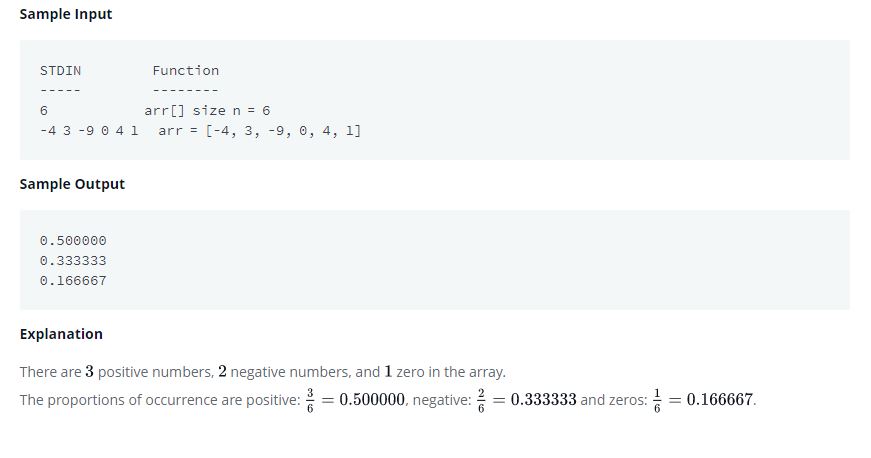 Sample Input
STDIN Function
----- --------
6 arr[] size n = 6
-4 3 -9 0 4 1 arr = [-4, 3, -9, 0, 4, 1]
Sample Output
0.500000
0.333333
0.166667
Explanation
There are 3 positive numbers, 2 negative numbers, and 1 zero in the array.
The proportions of occurrence are positive: 3/6 = 0.500000, negative: 2/6 = 0.333333 and zeros: 1/6 = 0.166667.